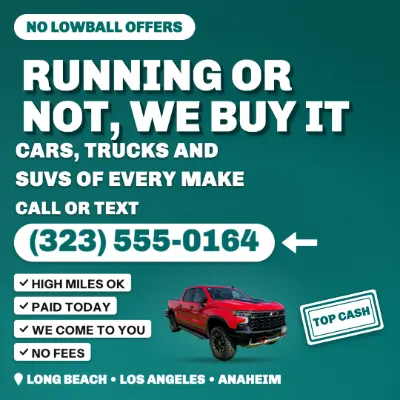 NO LOWBALL OFFERS
RUNNING OR
NOT, WE BUY IT
CARS, TRUCKS AND
SUVS OF EVERY MAKE
CALL OR TEXT
(323) 555-0164
✓ HIGH MILES OK
✓ PAID TODAY
✓ WE COME TO YOU
✓ NO FEES
TOP CASH
LONG BEACH • LOS ANGELES • ANAHEIM